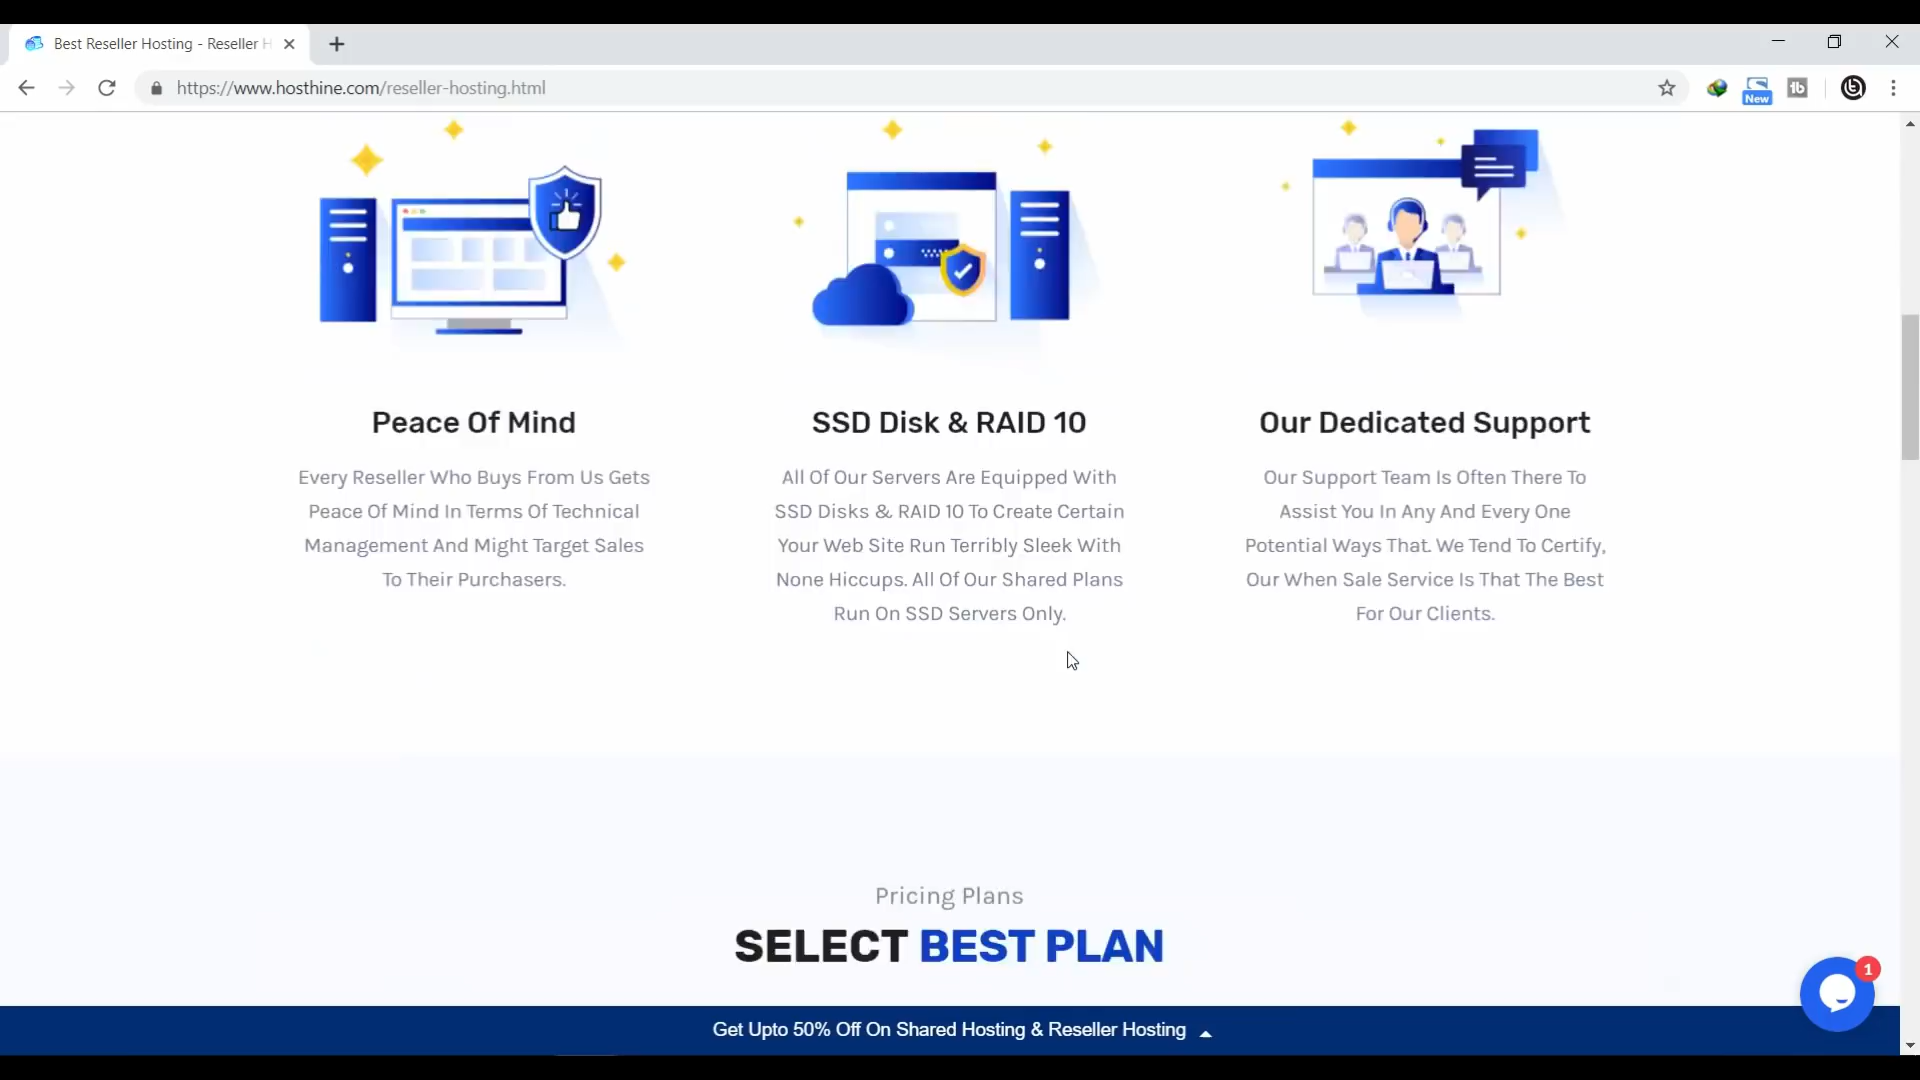 Best Reseller Hosting - Reseller H
https://www.hosthine.com/reseller-hosting.html
New
Peace Of Mind
Every Reseller Who Buys From Us Gets
Peace Of Mind In Terms Of Technical
Management And Might Target Sales
To Their Purchasers.
SSD Disk & RAID 10
All Of Our Servers Are Equipped With
SSD Disks & RAID 10 To Create Certain
Your Web Site Run Terribly Sleek With
None Hiccups. All Of Our Shared Plans
Run On SSD Servers Only.
Our Dedicated Support
Our Support Team Is Often There To
Assist You In Any And Every One
Potential Ways That. We Tend To Certify,
Our When Sale Service Is That The Best
For Our Clients.
Pricing Plans
SELECT BEST PLAN
1
Get Upto 50% Off On Shared Hosting & Reseller Hosting